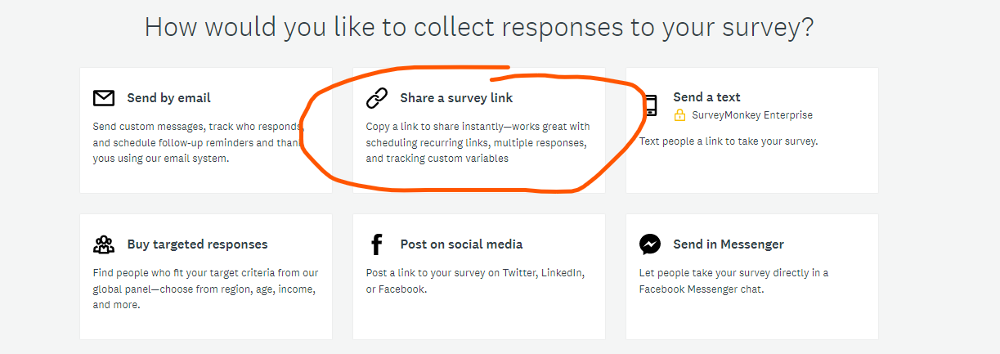 How would you like to collect responses to your survey?
Send by email
Send custom messages, track who responds,
and schedule follow-up reminders and thank
yous using our email system.
Share a survey link
Copy a link to share instantly—works great with
scheduling recurring links, multiple responses,
and tracking custom variables
Send a text
SurveyMonkey Enterprise
Text people a link to take your survey.
Buy targeted responses
Find people who fit your target criteria from our
global panel—choose from region, age, income,
and more.
Post on social media
Post a link to your survey on Twitter, LinkedIn,
or Facebook.
Send in Messenger
Let people take your survey directly in a
Facebook Messenger chat.